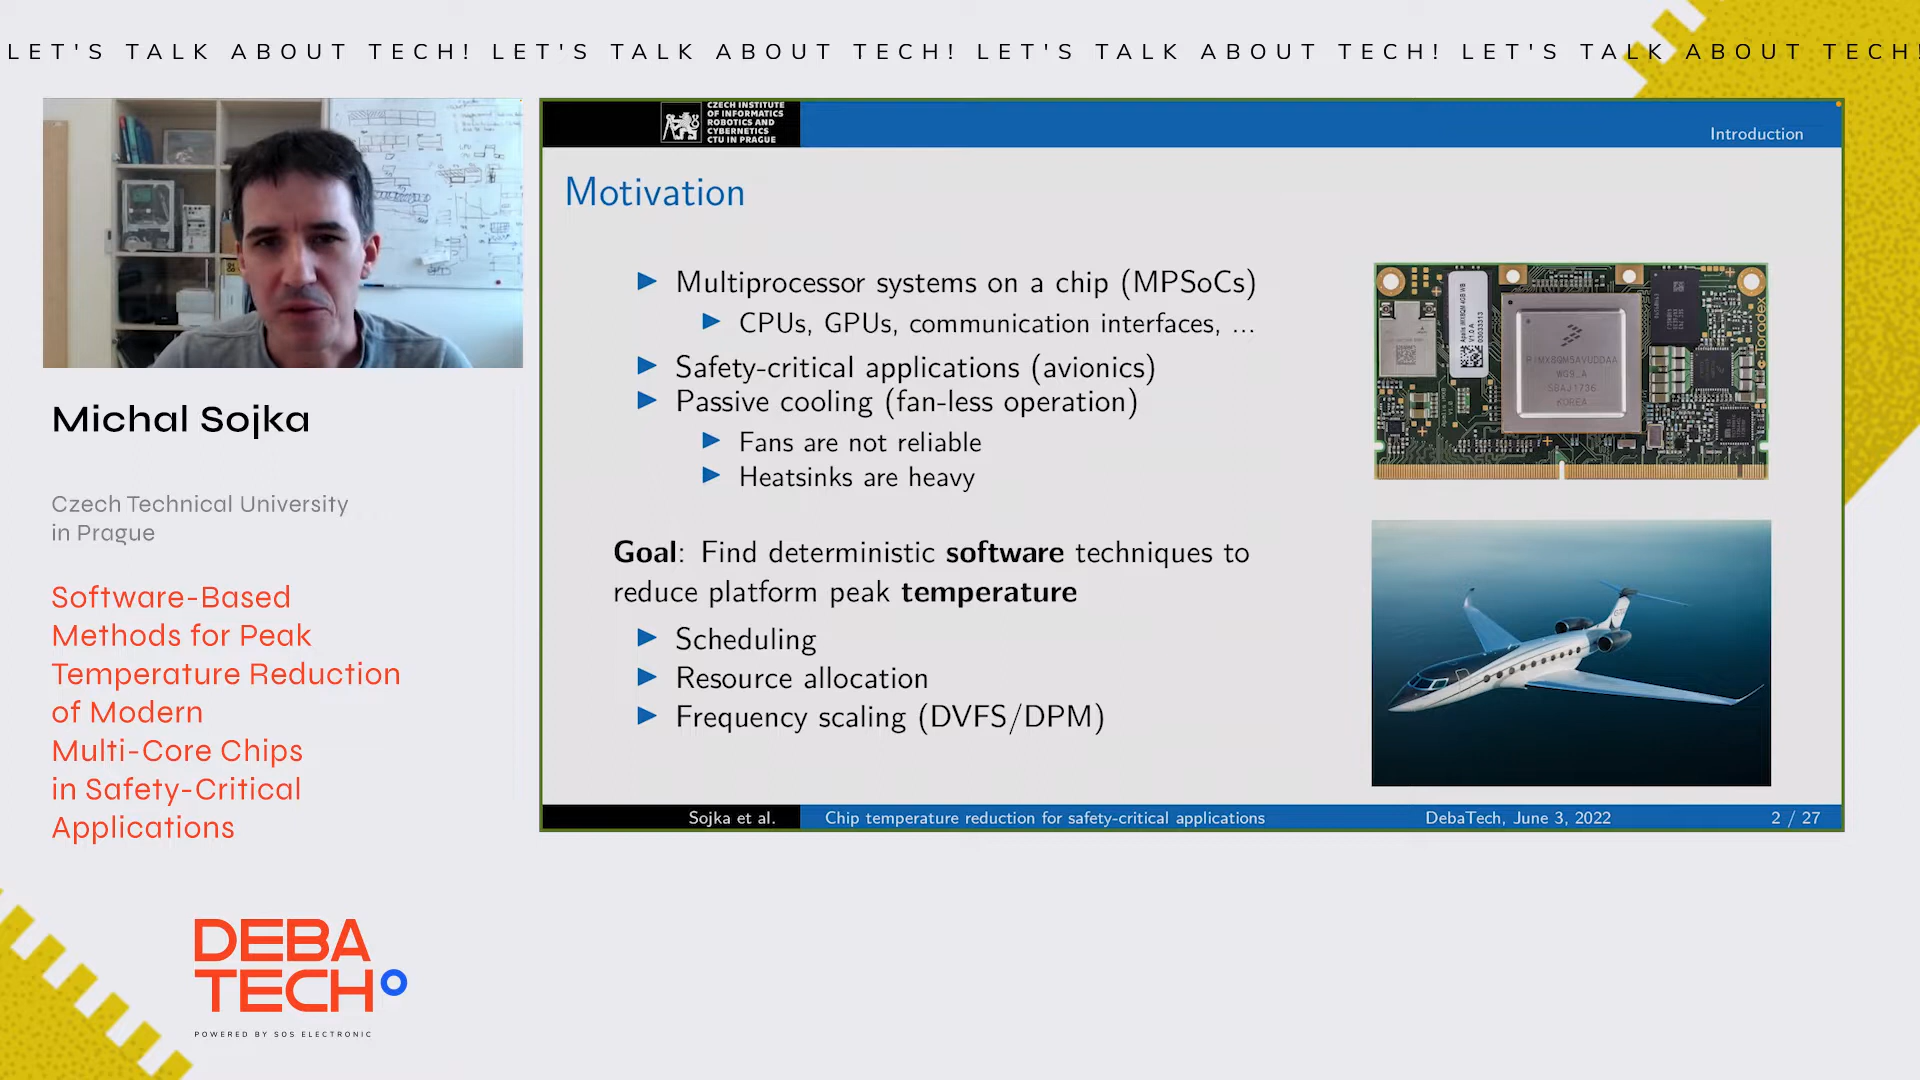 LET'S TALK ABOUT TECH! LET'S TALK ABOUT TECH! LET'S TALK ABOUT TECH! LET'S TALK ABOUT TECH!
Michal Sojka
Czech Technical University
in Prague
Software-Based
Methods for Peak
Temperature Reduction
of Modern
Multi-Core Chips
in Safety-Critical
Applications
DEBA
TECH
POWERED BY SOS ELECTRONIC
CZECH INSTITUTE
OF INFORMATICS
ROBOTICS AND
CYBERNETICS
CTU IN PRAGUE
Introduction
Motivation
Multiprocessor systems on a chip (MPSoCs)
CPUs, GPUs, communication interfaces, ...
Safety-critical applications (avionics)
Passive cooling (fan-less operation)
Fans are not reliable
Heatsinks are heavy
Goal: Find deterministic software techniques to
reduce platform peak temperature
Scheduling
Resource allocation
Frequency scaling (DVFS/DPM)
KOREA
Toradex
Sojka et al.
Chip temperature reduction for safety-critical applications
DebaTech, June 3, 2022
2 / 27